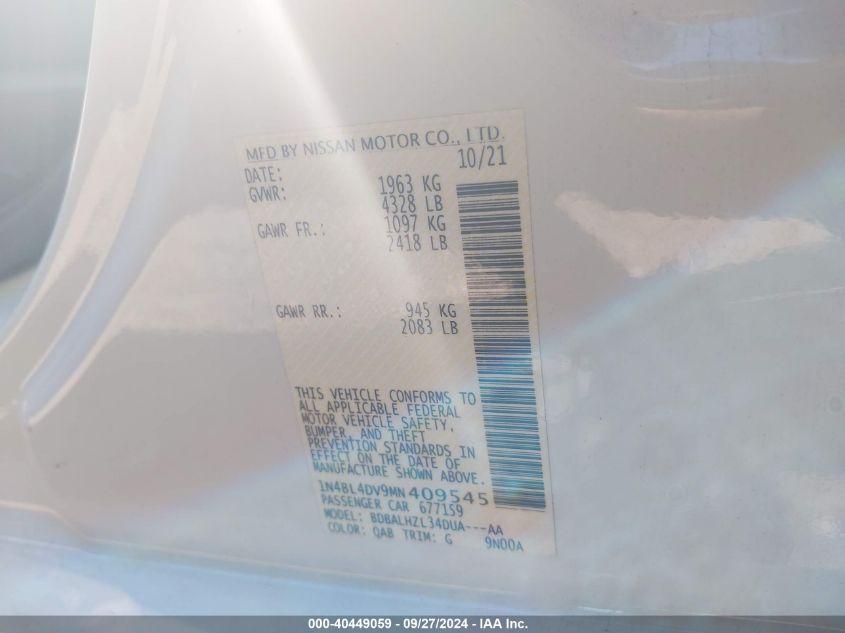 MFD BY NISSAN MOTOR CO., LTD.
DATE: 10/21
GVWR: 1963 KG
4328 LB
GAWR FR.: 1097 KG
2418 LB
GAWR RR.: 945 KG
2083 LB
THIS VEHICLE CONFORMS TO
ALL APPLICABLE FEDERAL
MOTOR VEHICLE SAFETY,
BUMPER, AND THEFT
PREVENTION STANDARDS IN
EFFECT ON THE DATE OF
MANUFACTURE SHOWN ABOVE.
1N4BL4DV9MN409545
PASSENGER CAR 677159
MODEL: BDBALHZL34DUA---AA
COLOR: QAB TRIM: G 9N00A
000-40449059 - 09/27/2024 - IAA Inc.